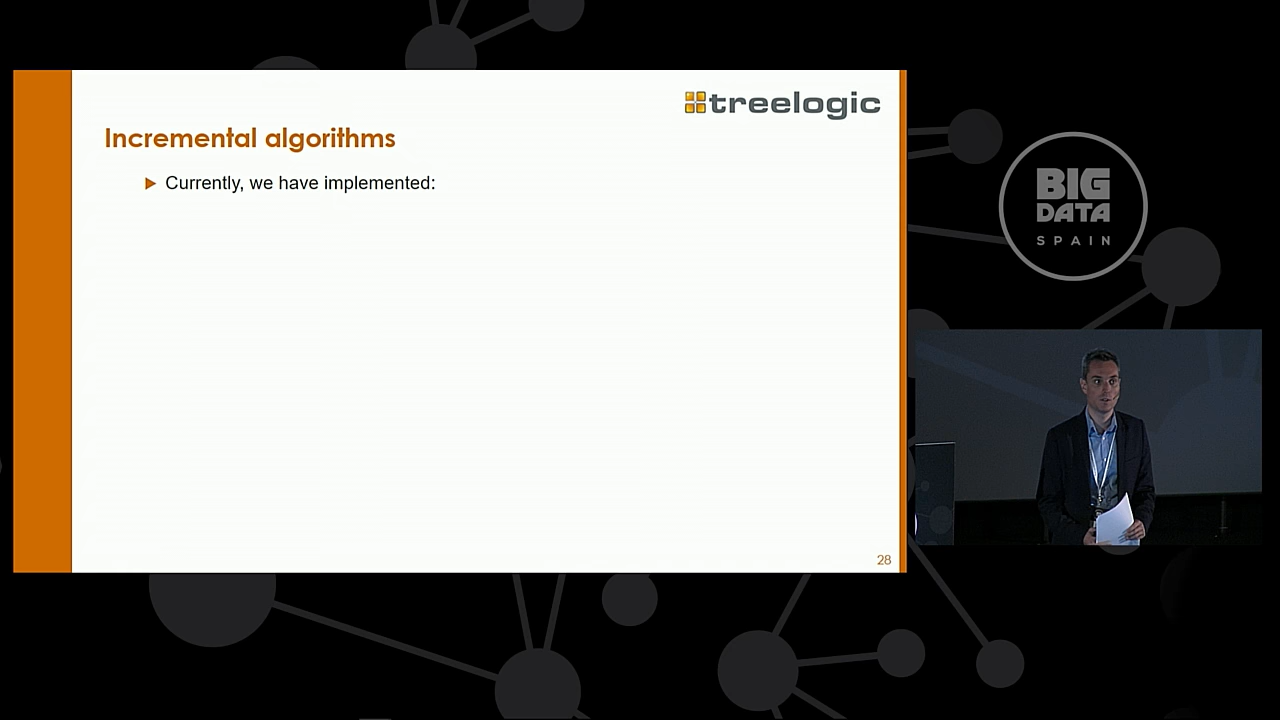 treelogic
Incremental algorithms
Currently, we have implemented:
28
BIG
DATA
SPAIN